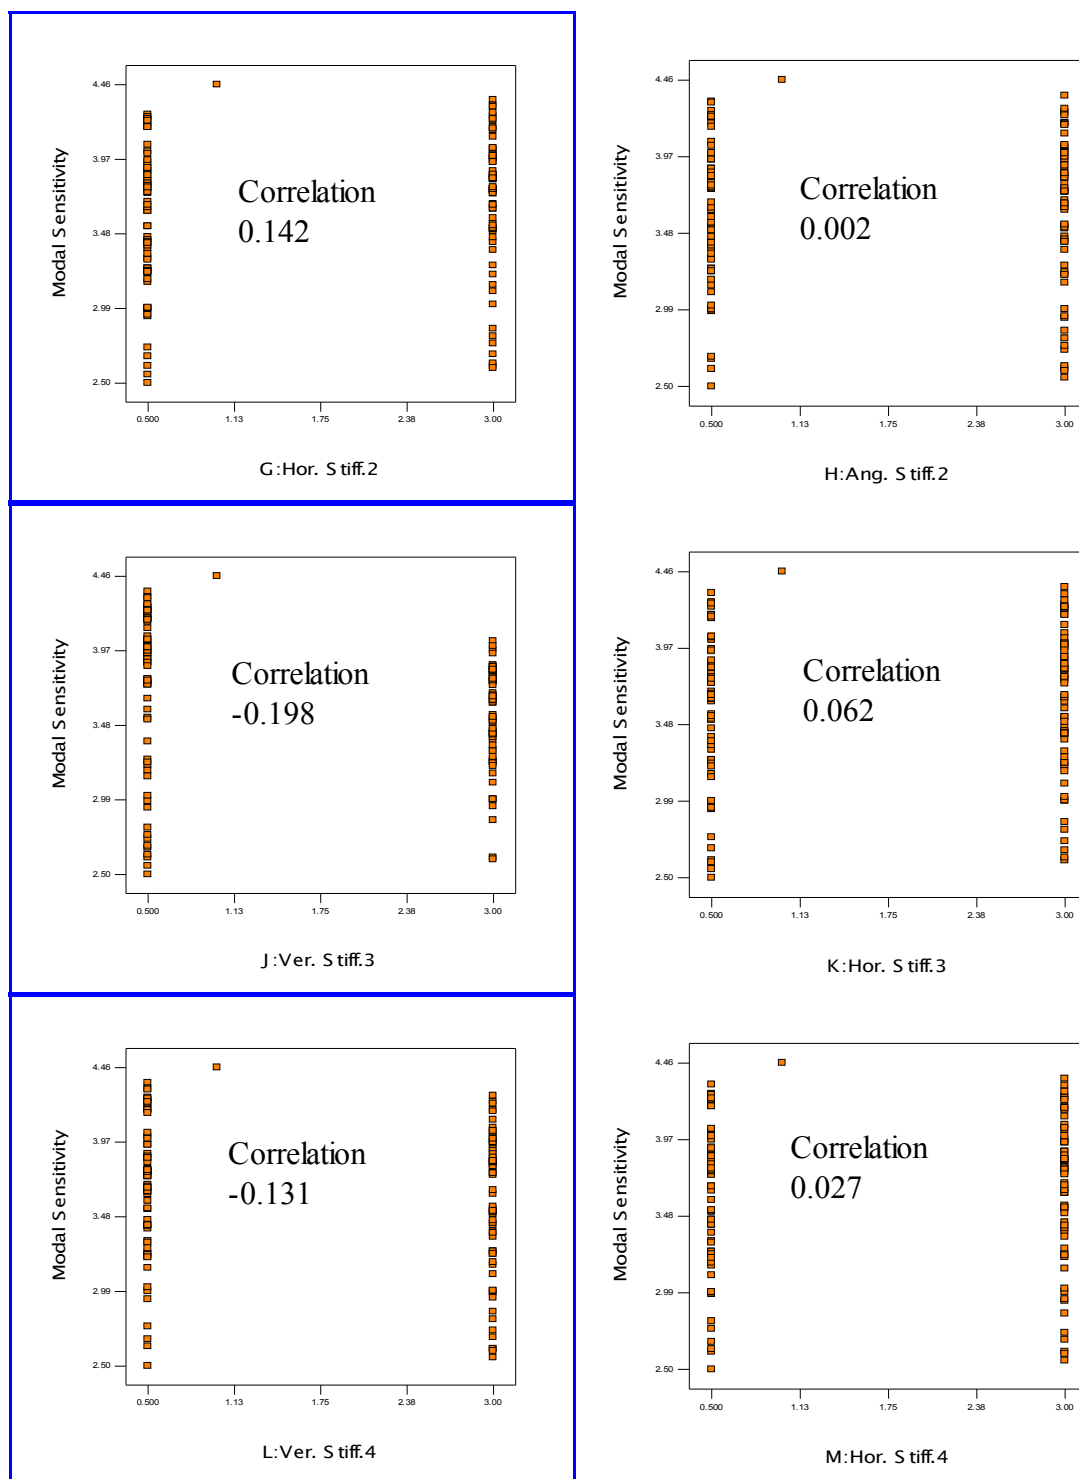 4.46
3.97
3.48
2.99
2.50
Modal Sensitivity
Correlation
0.142
0.500 1.13 1.75 2.38 3.00
G:Hor. Stiff.2
4.46
3.97
3.48
2.99
2.50
Modal Sensitivity
Correlation
0.002
0.500 1.13 1.75 2.38 3.00
H:Ang. Stiff.2
4.46
3.97
3.48
2.99
2.50
Modal Sensitivity
Correlation
-0.198
0.500 1.13 1.75 2.38 3.00
J:Ver. Stiff.3
4.46
3.97
3.48
2.99
2.50
Modal Sensitivity
Correlation
0.062
0.500 1.13 1.75 2.38 3.00
K:Hor. Stiff.3
4.46
3.97
3.48
2.99
2.50
Modal Sensitivity
Correlation
-0.131
0.500 1.13 1.75 2.38 3.00
L:Ver. Stiff.4
4.46
3.97
3.48
2.99
2.50
Modal Sensitivity
Correlation
0.027
0.500 1.13 1.75 2.38 3.00
M:Hor. Stiff.4